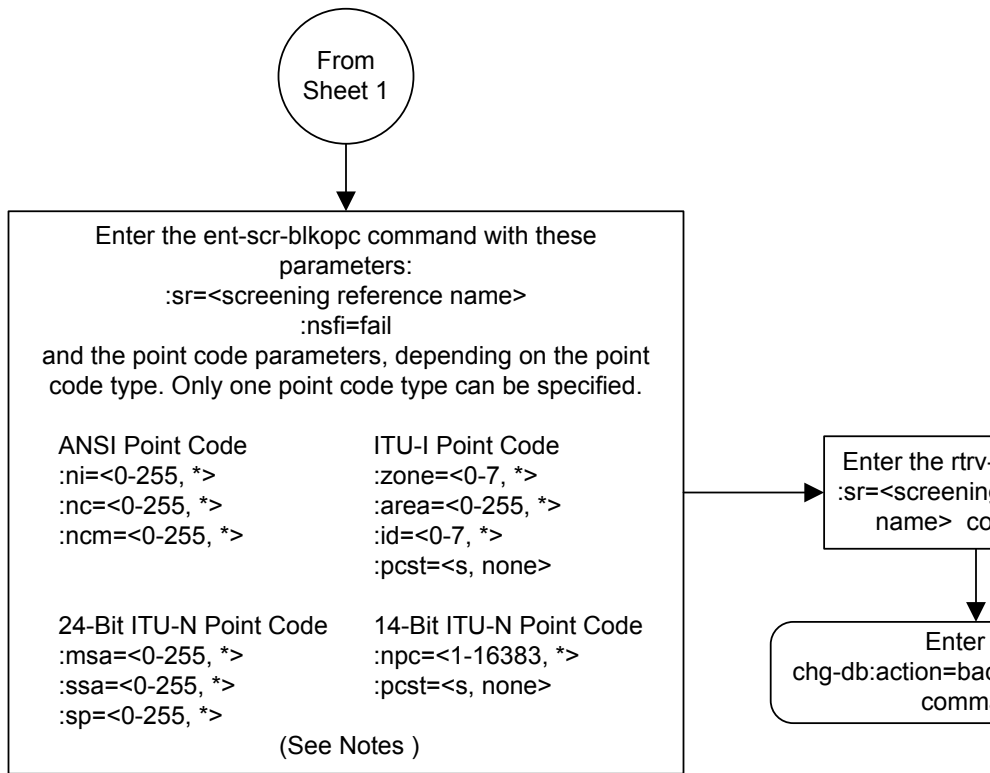 From
Sheet 1
Enter the ent-scr-blkopc command with these
parameters:
:sr=<screening reference name>
:nsfi=fail
and the point code parameters, depending on the point
code type. Only one point code type can be specified.
ANSI Point Code
:ni=<0-255, *>
:nc=<0-255, *>
:ncm=<0-255, *>
ITU-I Point Code
:zone=<0-7, *>
:area=<0-255, *>
:id=<0-7, *>
:pcst=<s, none>
24-Bit ITU-N Point Code
:msa=<0-255, *>
:ssa=<0-255, *>
:sp=<0-255, *>
14-Bit ITU-N Point Code
:npc=<1-16383, *>
:pcst=<s, none>
(See Notes )
Enter the rtrv-
:sr=<screening
name> co
Enter
chg-db:action=bac
comma